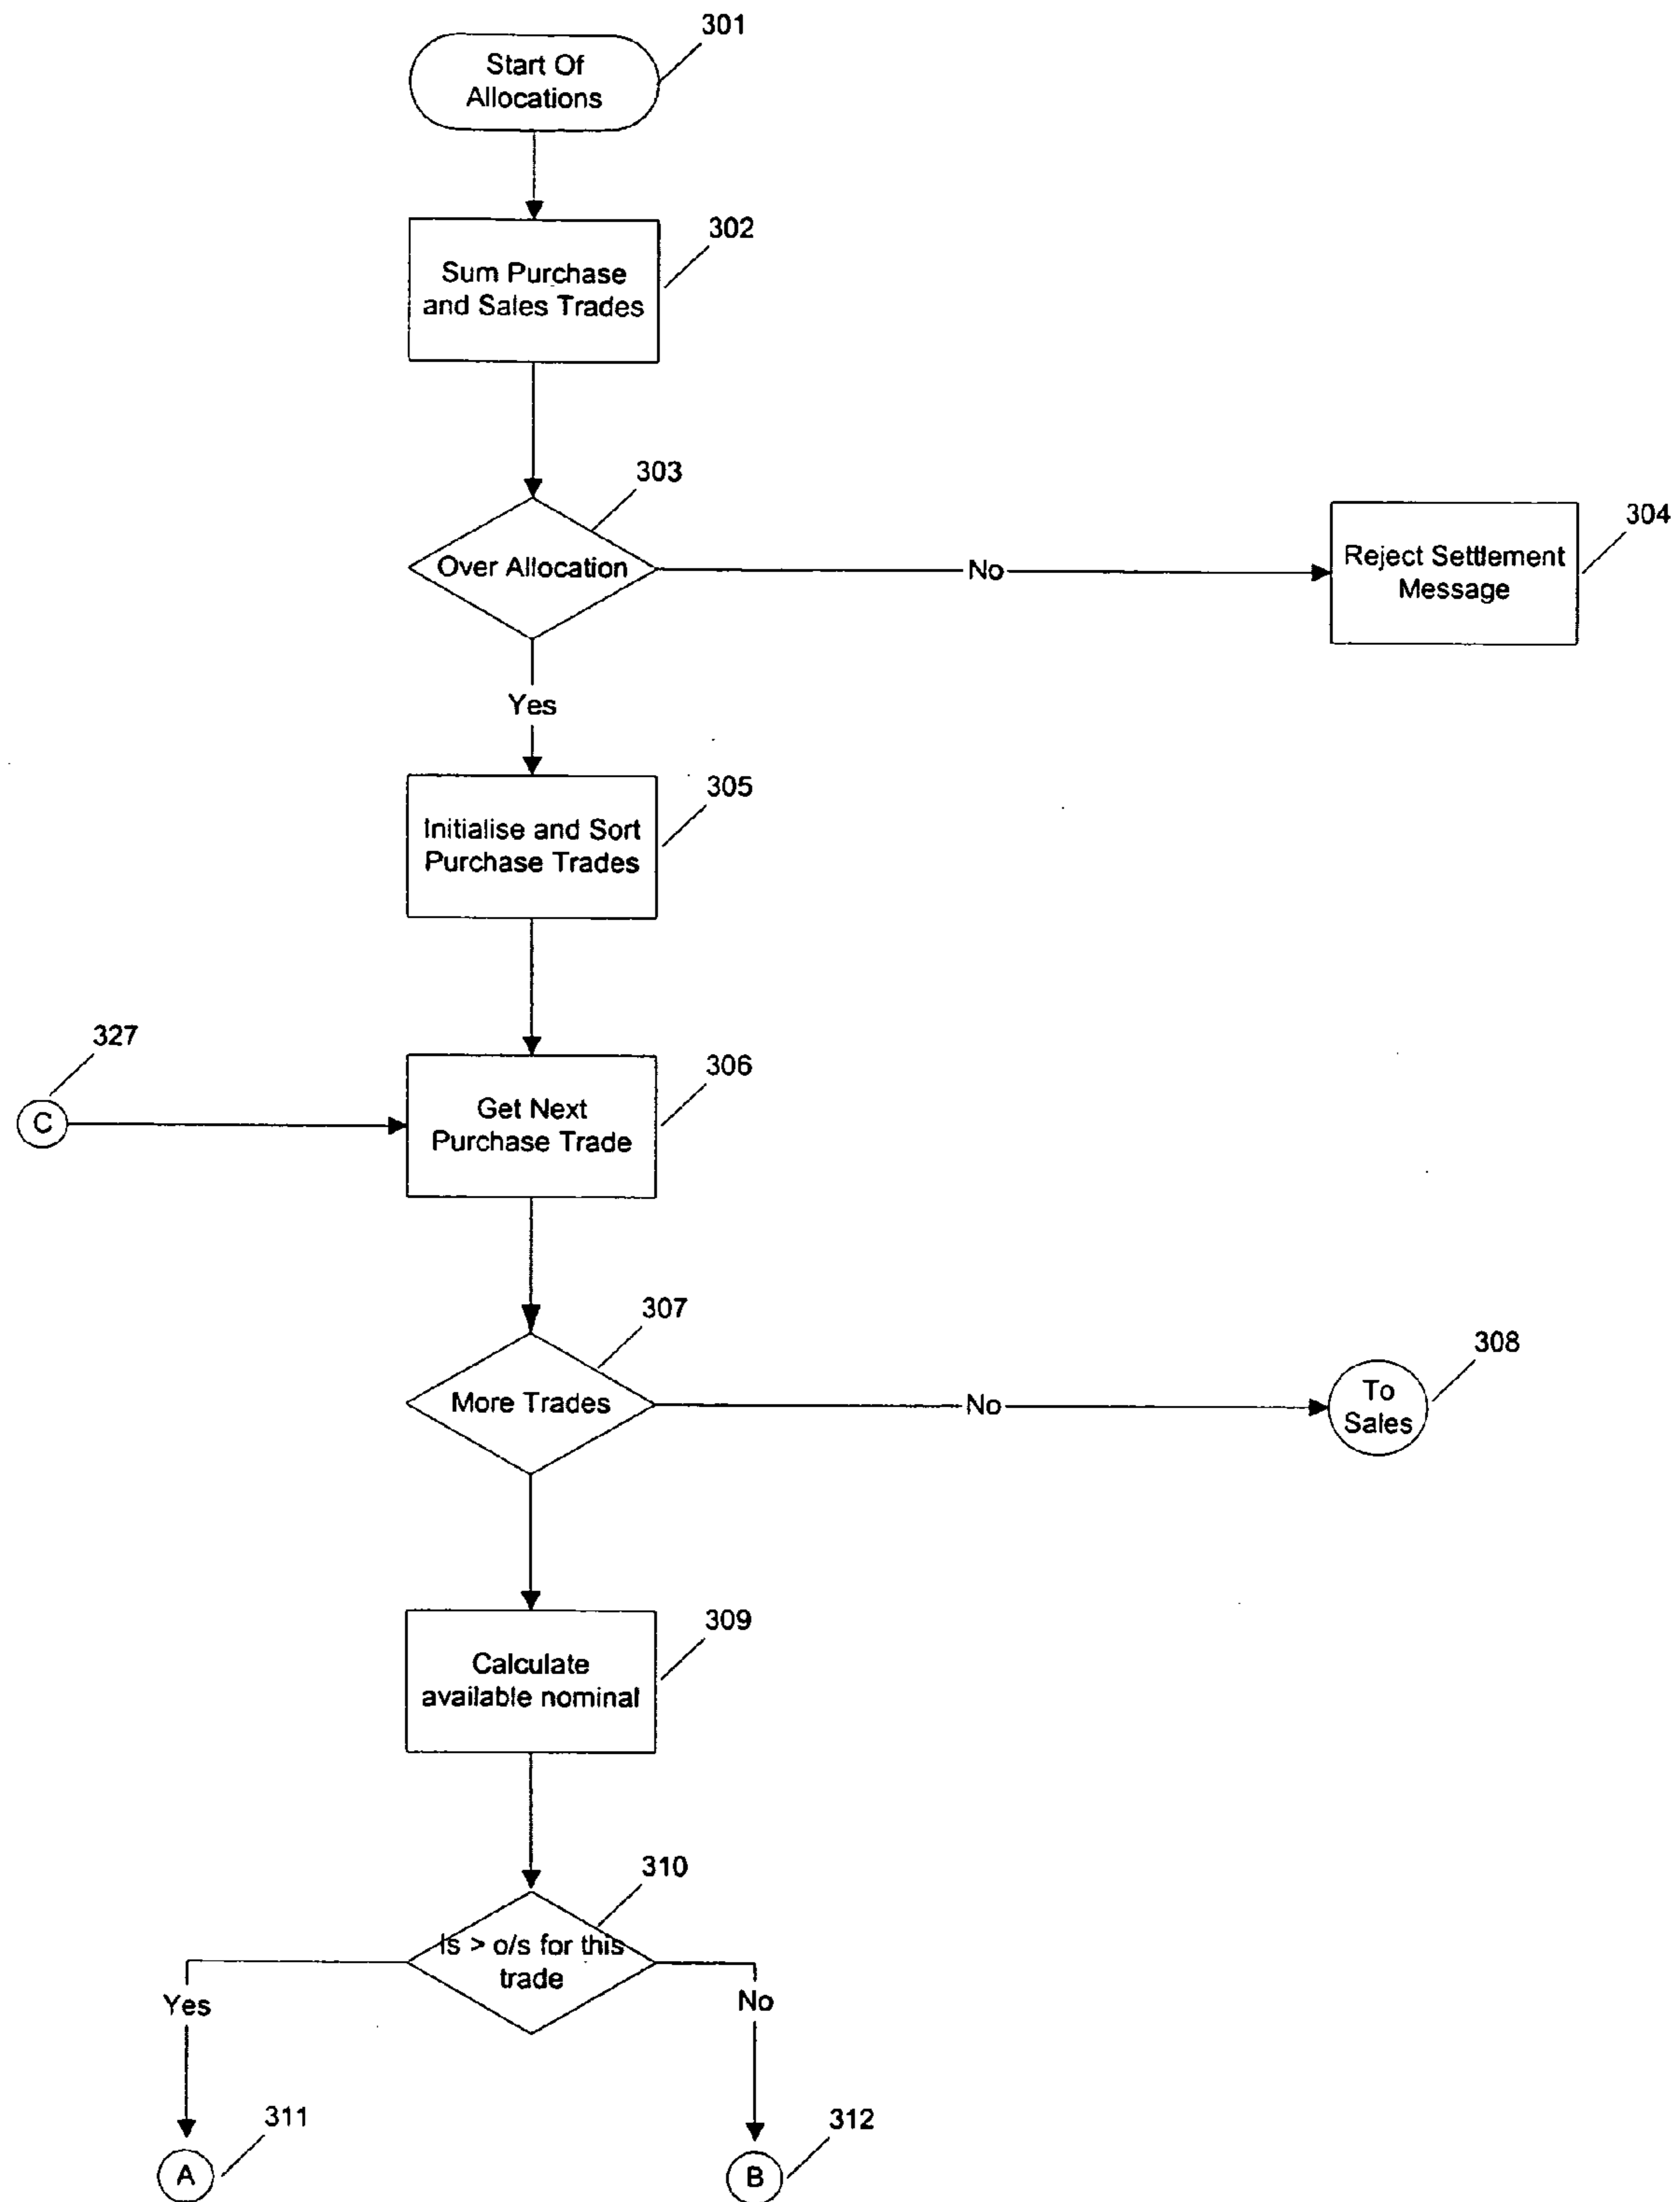 301
Start Of
Allocations
302
Sum Purchase
and Sales Trades
303
Over Allocation
No
304
Reject Settlement
Message
Yes
305
Initialise and Sort
Purchase Trades
327
C
306
Get Next
Purchase Trade
307
More Trades
No
308
To
Sales
309
Calculate
available nominal
310
Is > o/s for this
trade
Yes
No
311
A
312
B